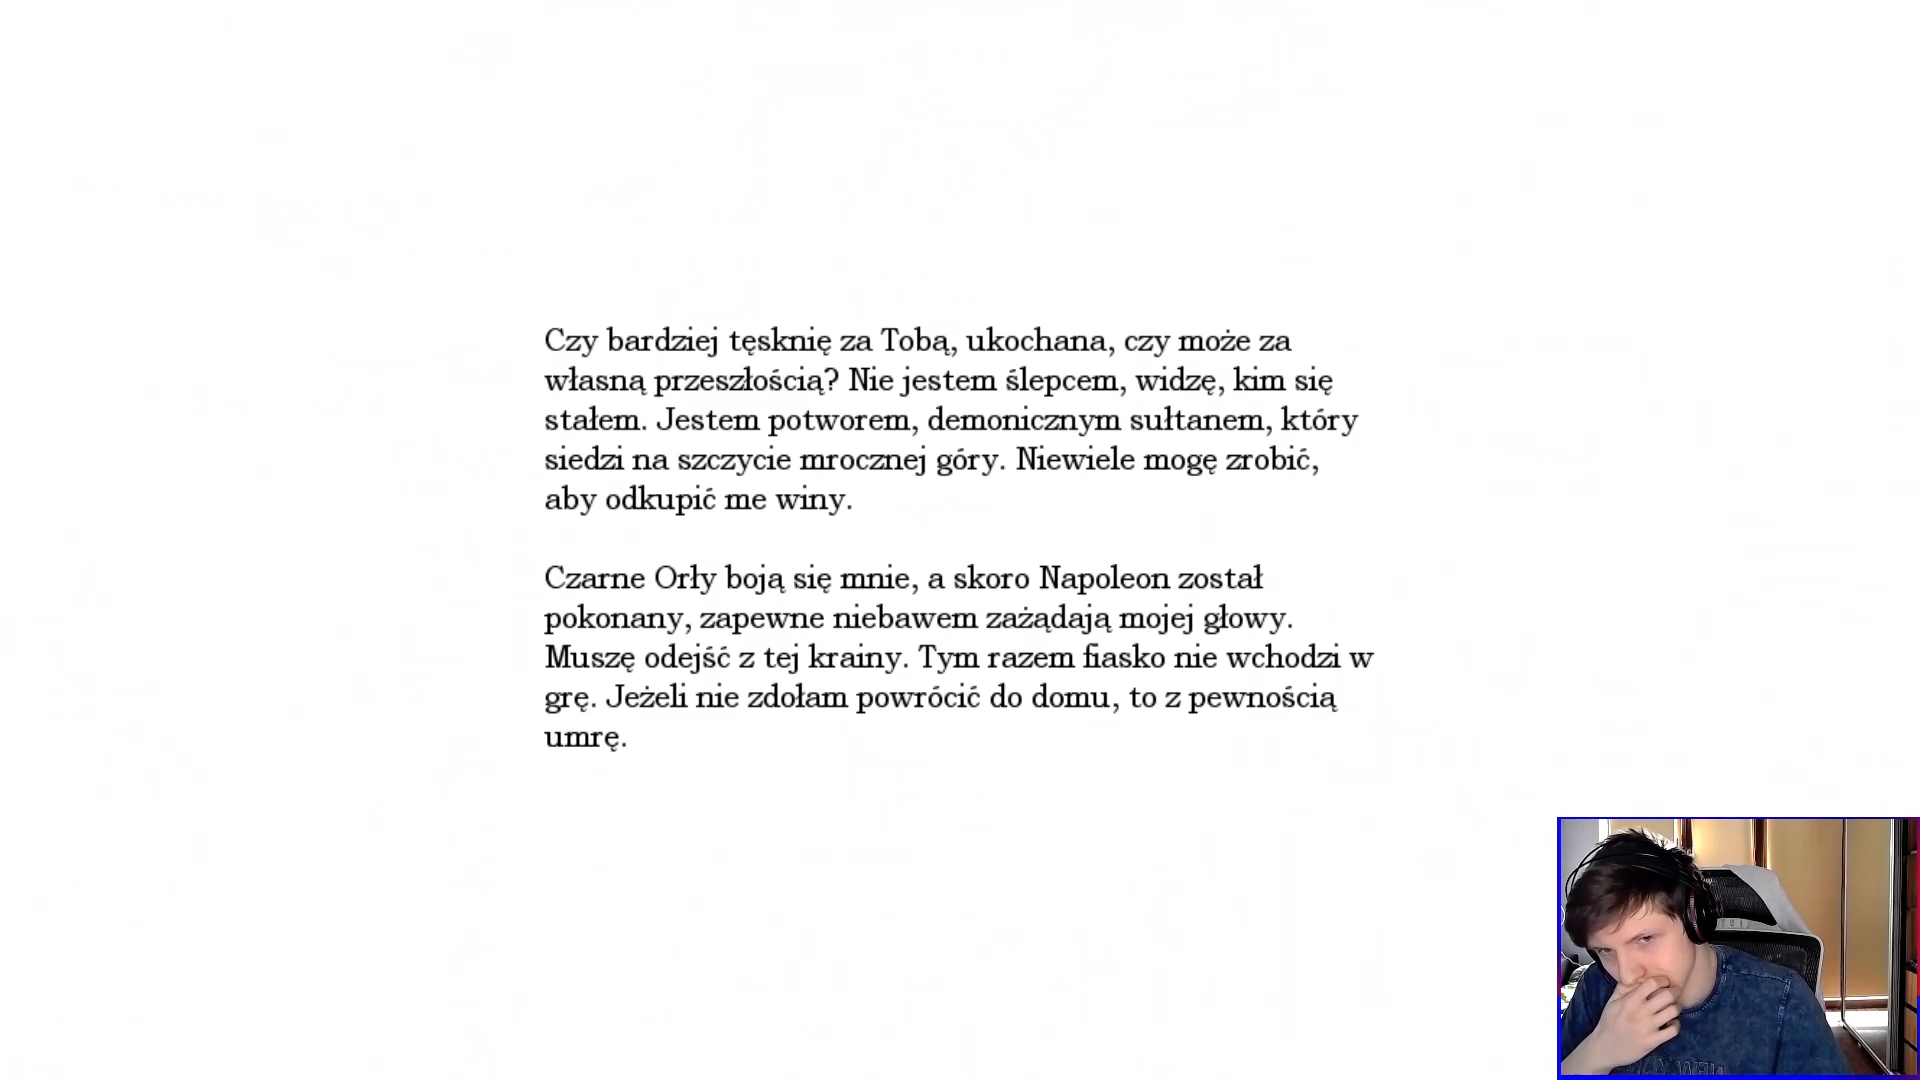 Czy bardziej tęsknię za Tobą, ukochana, czy może za
własną przeszłością? Nie jestem ślepcem, widzę, kim się
stałem. Jestem potworem, demonicznym sułtanem, który
siedzi na szczycie mrocznej góry. Niewiele mogę zrobić,
aby odkupić me winy.
Czarne Orły boją się mnie, a skoro Napoleon został
pokonany, zapewne niebawem zażądają mojej głowy.
Muszę odejść z tej krainy. Tym razem fiasko nie wchodzi w
grę. Jeżeli nie zdołam powrócić do domu, to z pewnością
umrę.